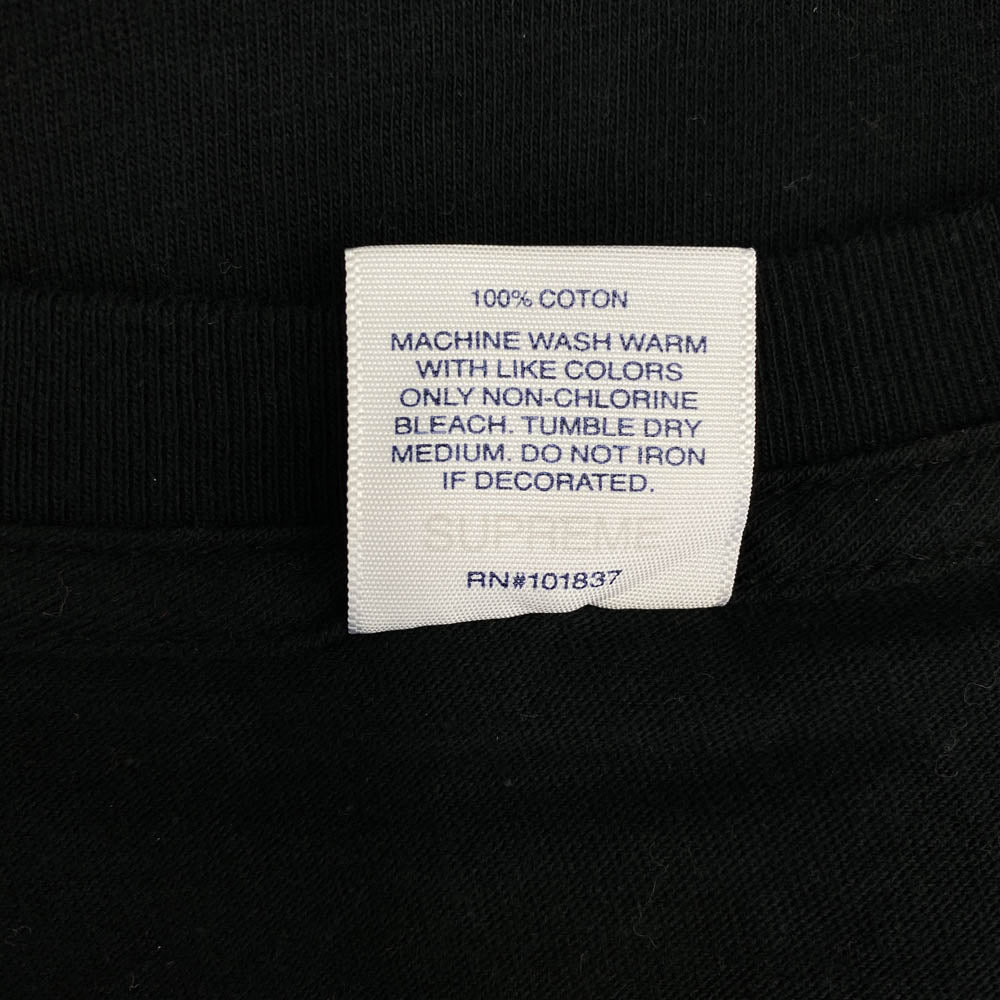 100% COTON
MACHINE WASH WARM
WITH LIKE COLORS
ONLY NON-CHLORINE
BLEACH. TUMBLE DRY
MEDIUM. DO NOT IRON
IF DECORATED.
SUPREME
RN#101837